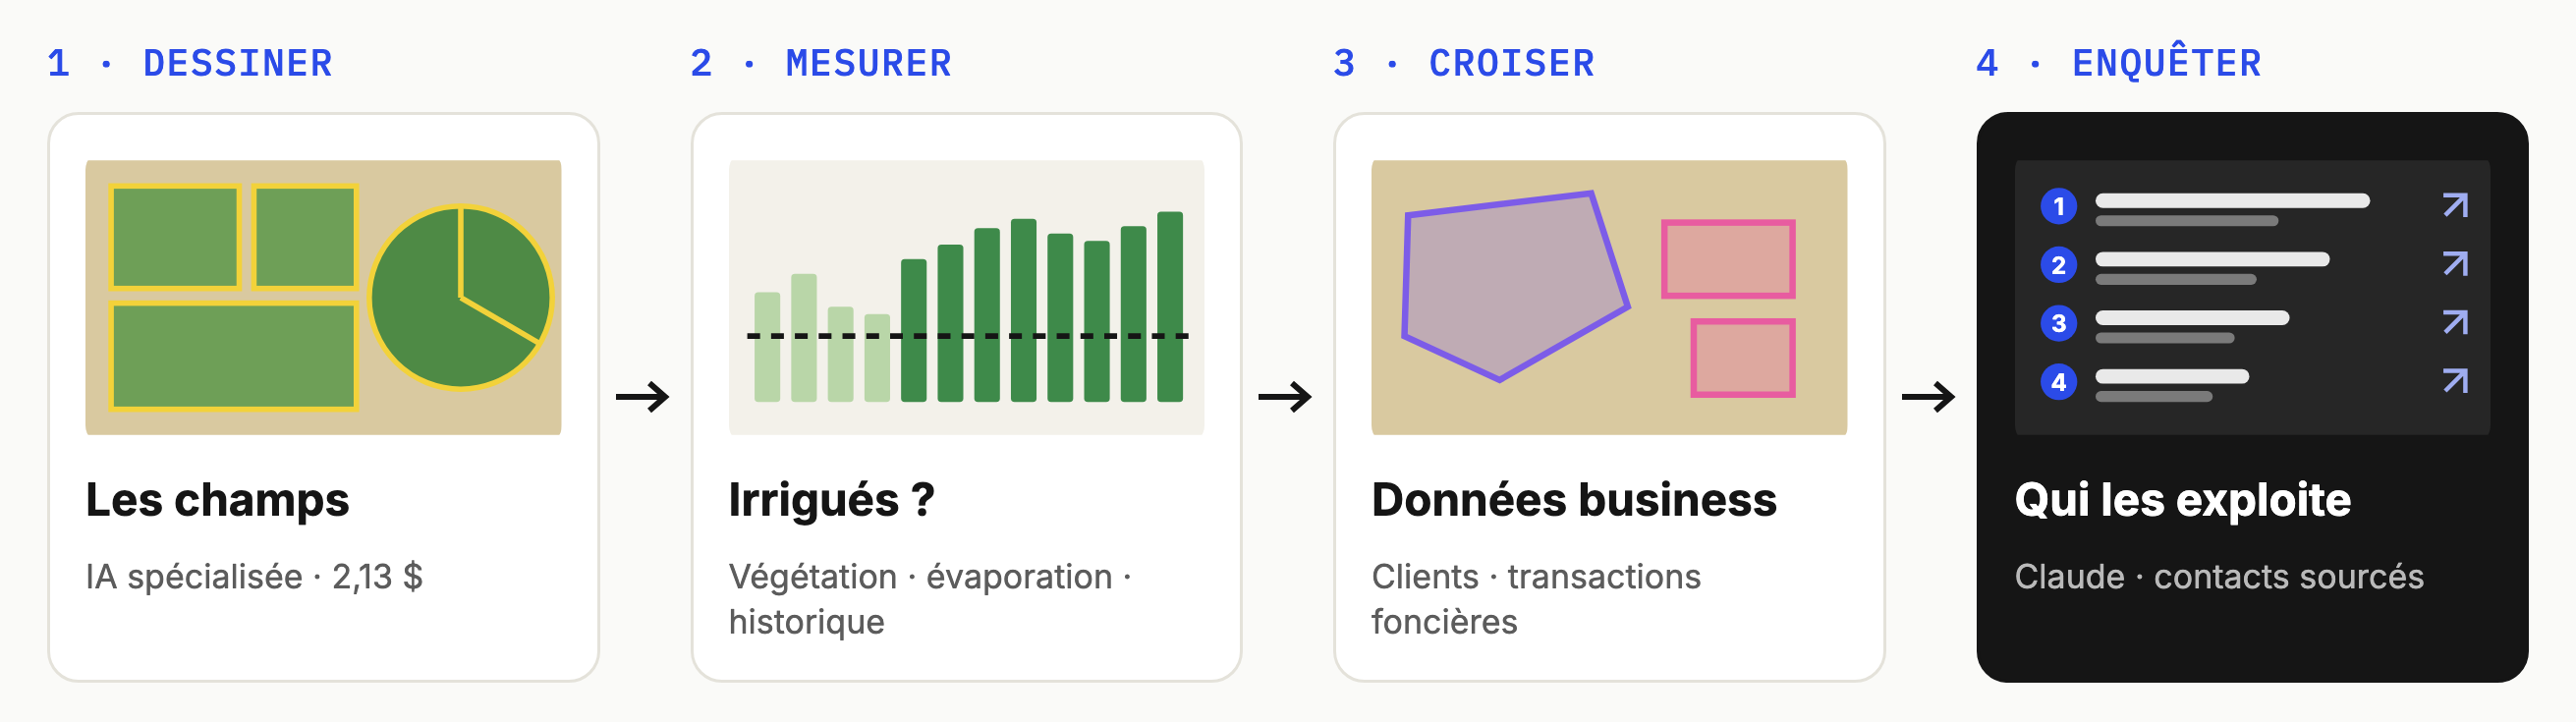 1 · DESSINER
2 · MESURER
3 · CROISER
4 · ENQUÊTER
Les champs
IA spécialisée · 2,13 $
Irrigués ?
Végétation · évaporation ·
historique
Données business
Clients · transactions
foncières
1
2
3
4
Qui les exploite
Claude · contacts sourcés